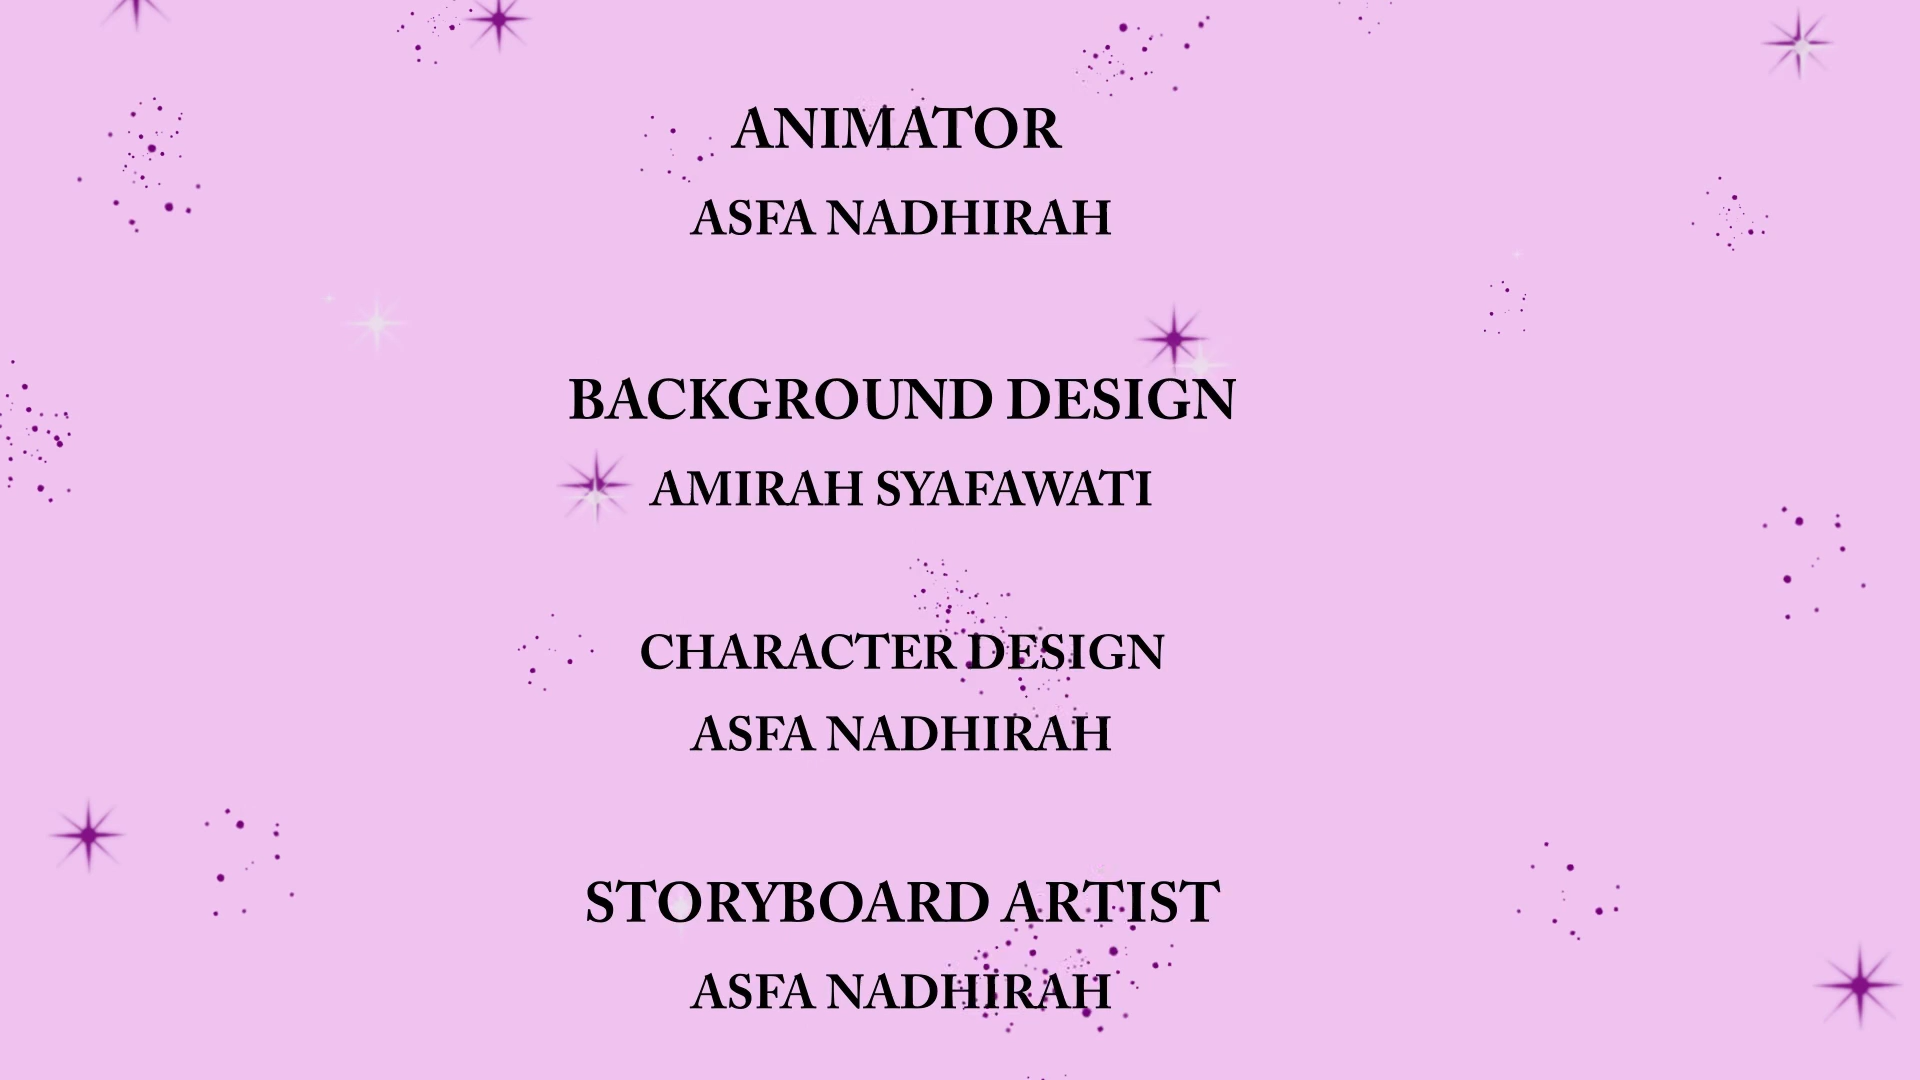 ANIMATOR
ASFA NADHIRAH
BACKGROUND DESIGN
AMIRAH SYAFAWATI
CHARACTER DESIGN
ASFA NADHIRAH
STORYBOARD ARTIST
ASFA NADHIRAH